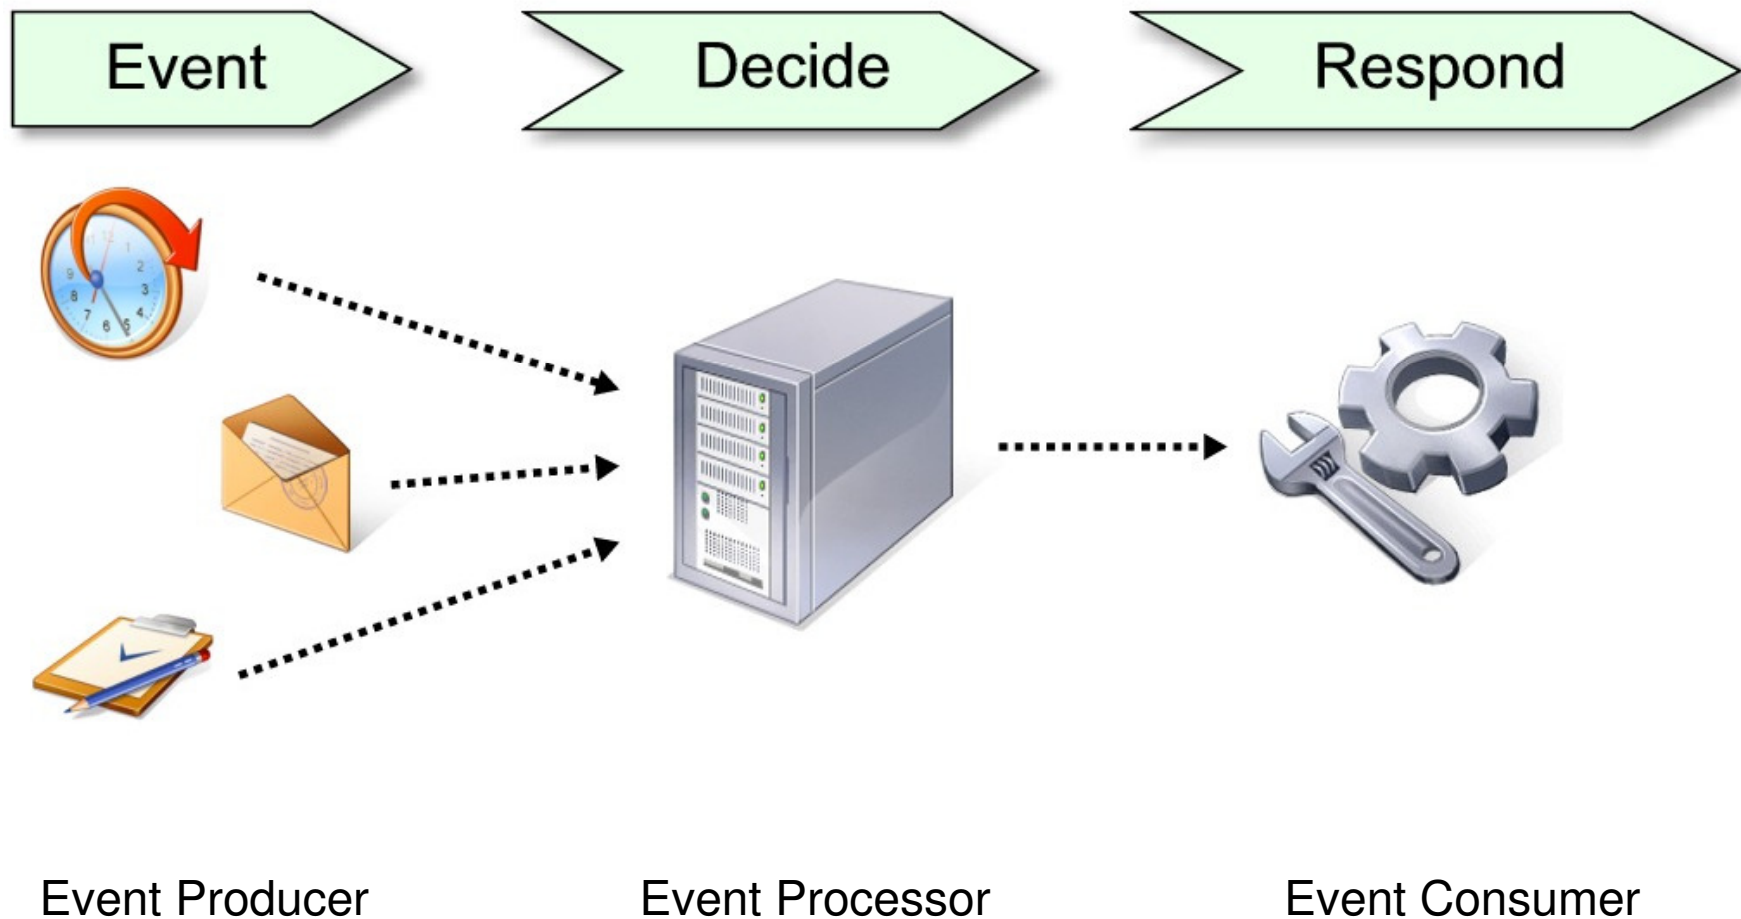 Event
Decide
Respond
Event Producer
Event Processor
Event Consumer